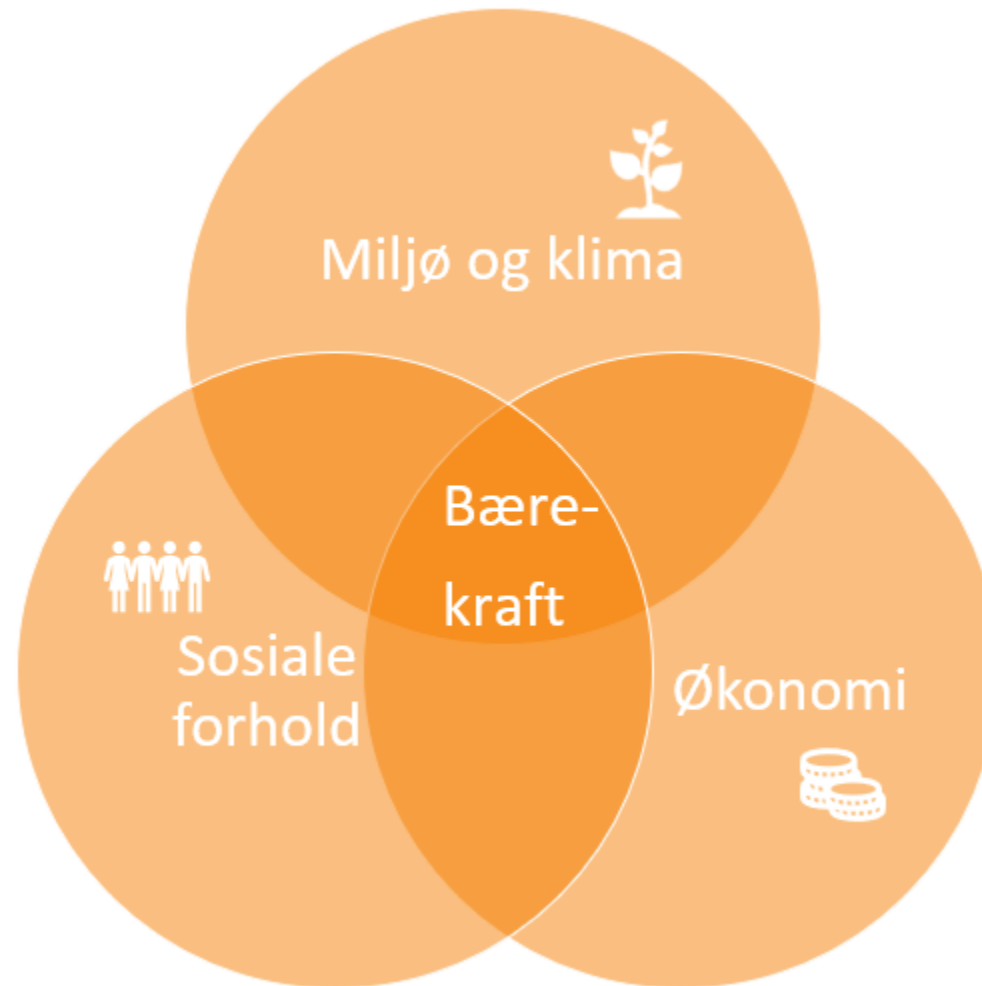 Miljø og klima
Bære-
kraft
Sosiale
forhold
Økonomi